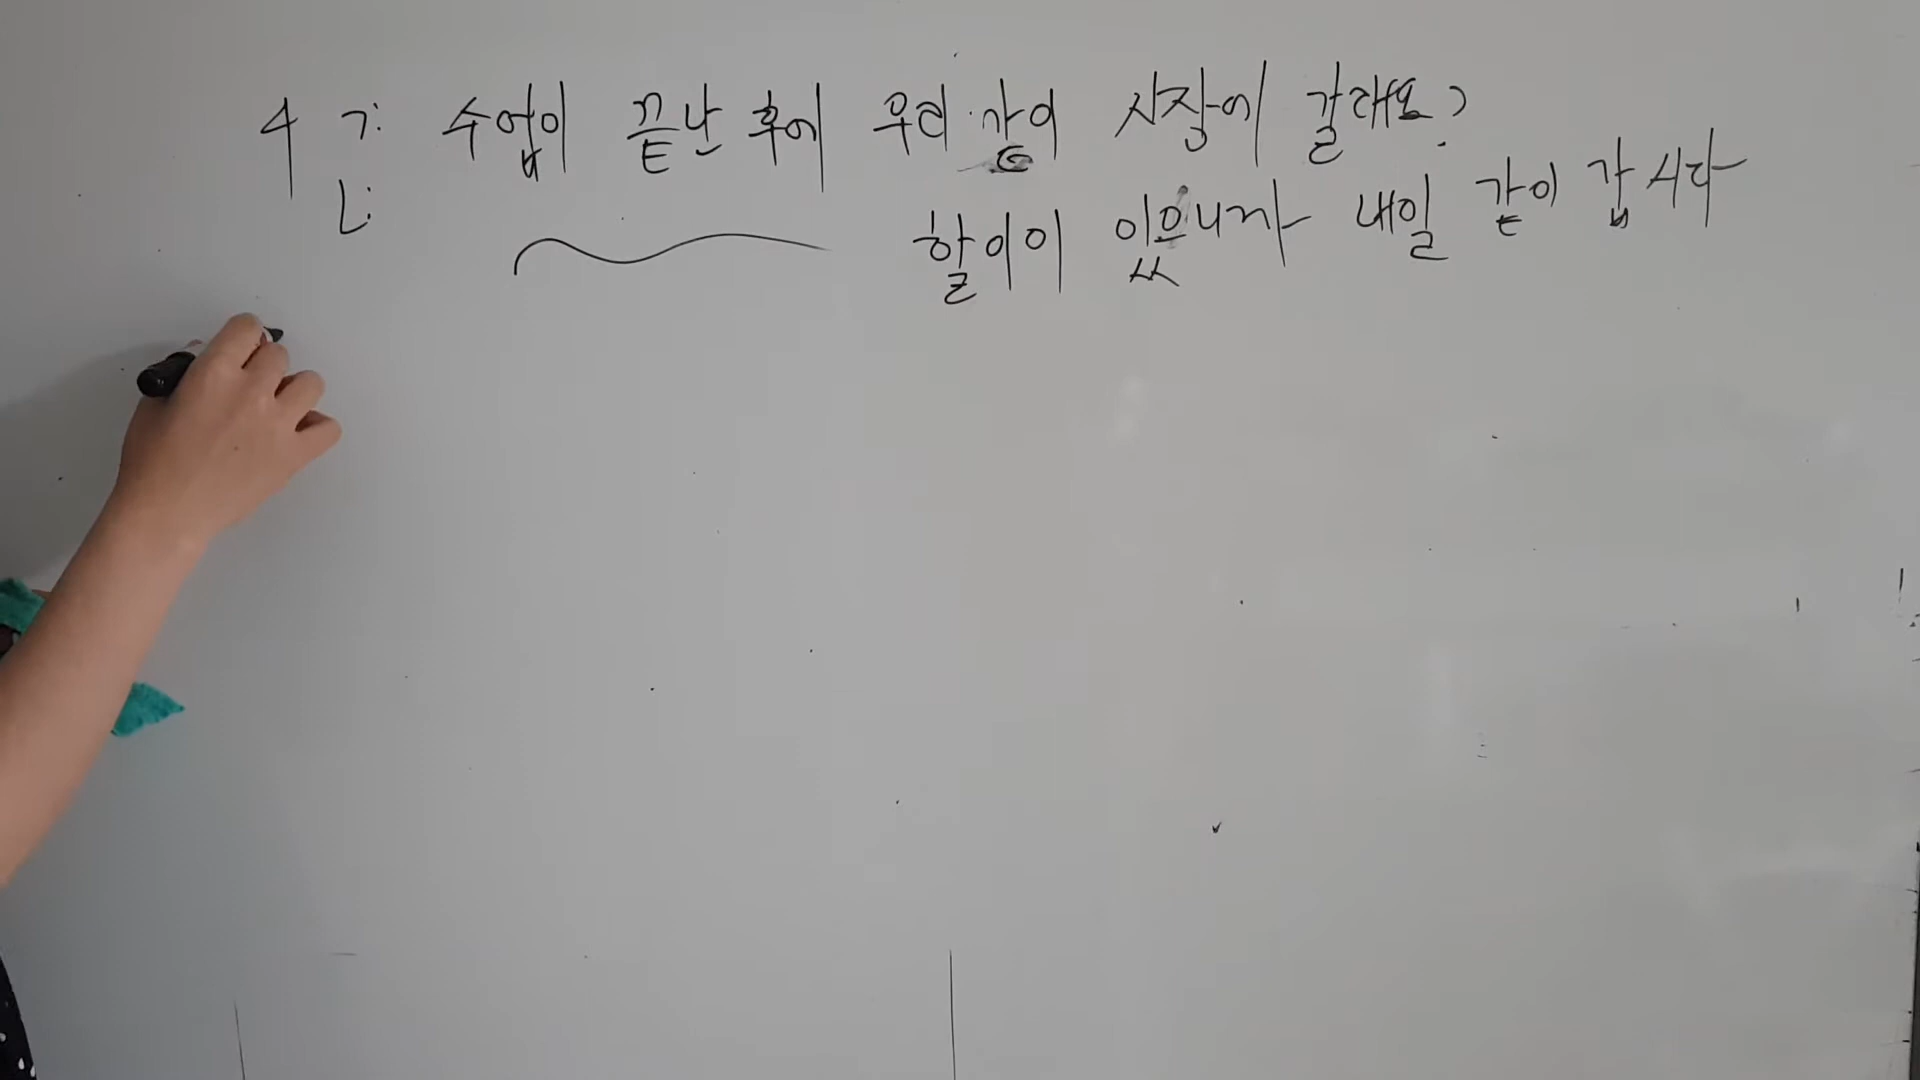 4 가: 수업이 끝난 후에 우리 같이 시장에 갈래요?
나: 할 일이 있으니까 내일 같이 갑시다